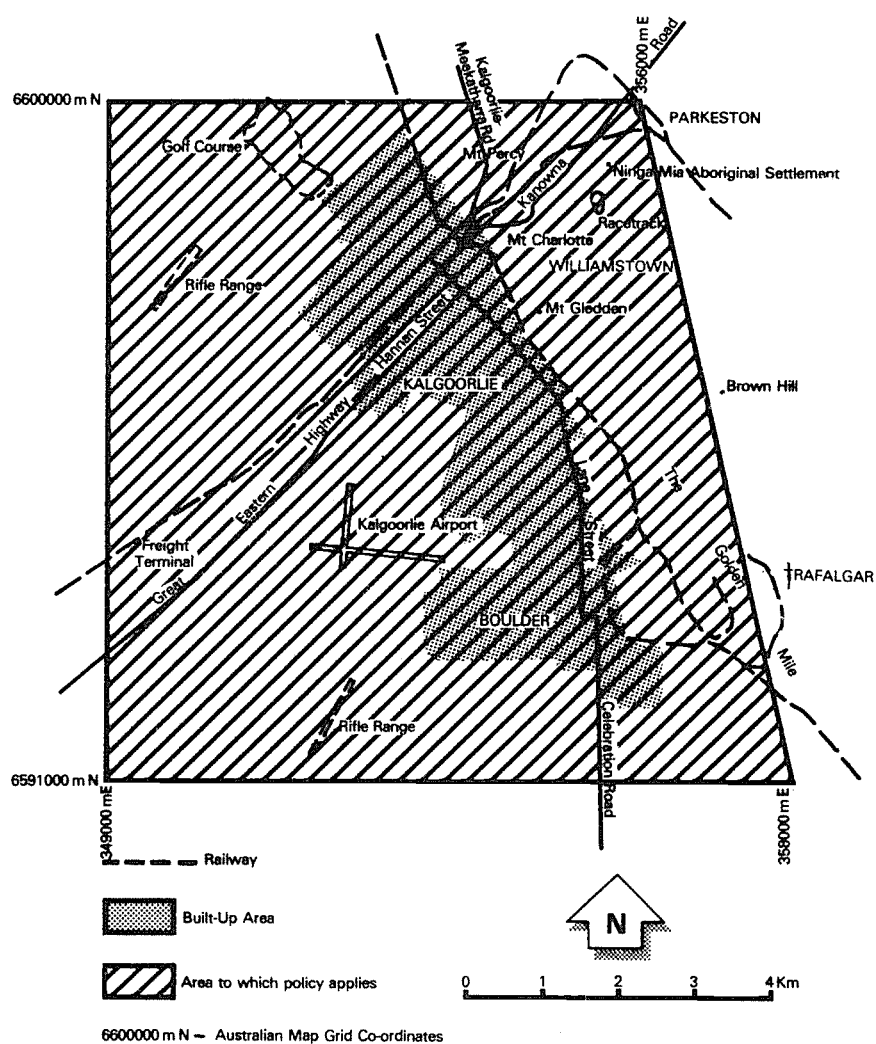 356000 m E
Road
Kalgoorlie-
Meekatharra Rd
6600000 m N
PARKESTON
Golf Course
Mt Percy
Kanowna
Ninga Mia Aboriginal Settlement
Racetrack
Mt Charlotte
WILLIAMSTOWN
Rifle Range
Mt Gledden
Hannan Street
KALGOORLIE
Brown Hill
Highway
Lane
Street
The
Eastern
Kalgoorlie Airport
Freight
Terminal
Great
Golden
TRAFALGAR
BOULDER
Mile
Rifle Range
Celebration Road
6591000 m N
349000 mE
358000 m E
Railway
Built-Up Area
N
Area to which policy applies
0 1 2 3 4 Km
6600000 m N – Australian Map Grid Co-ordinates